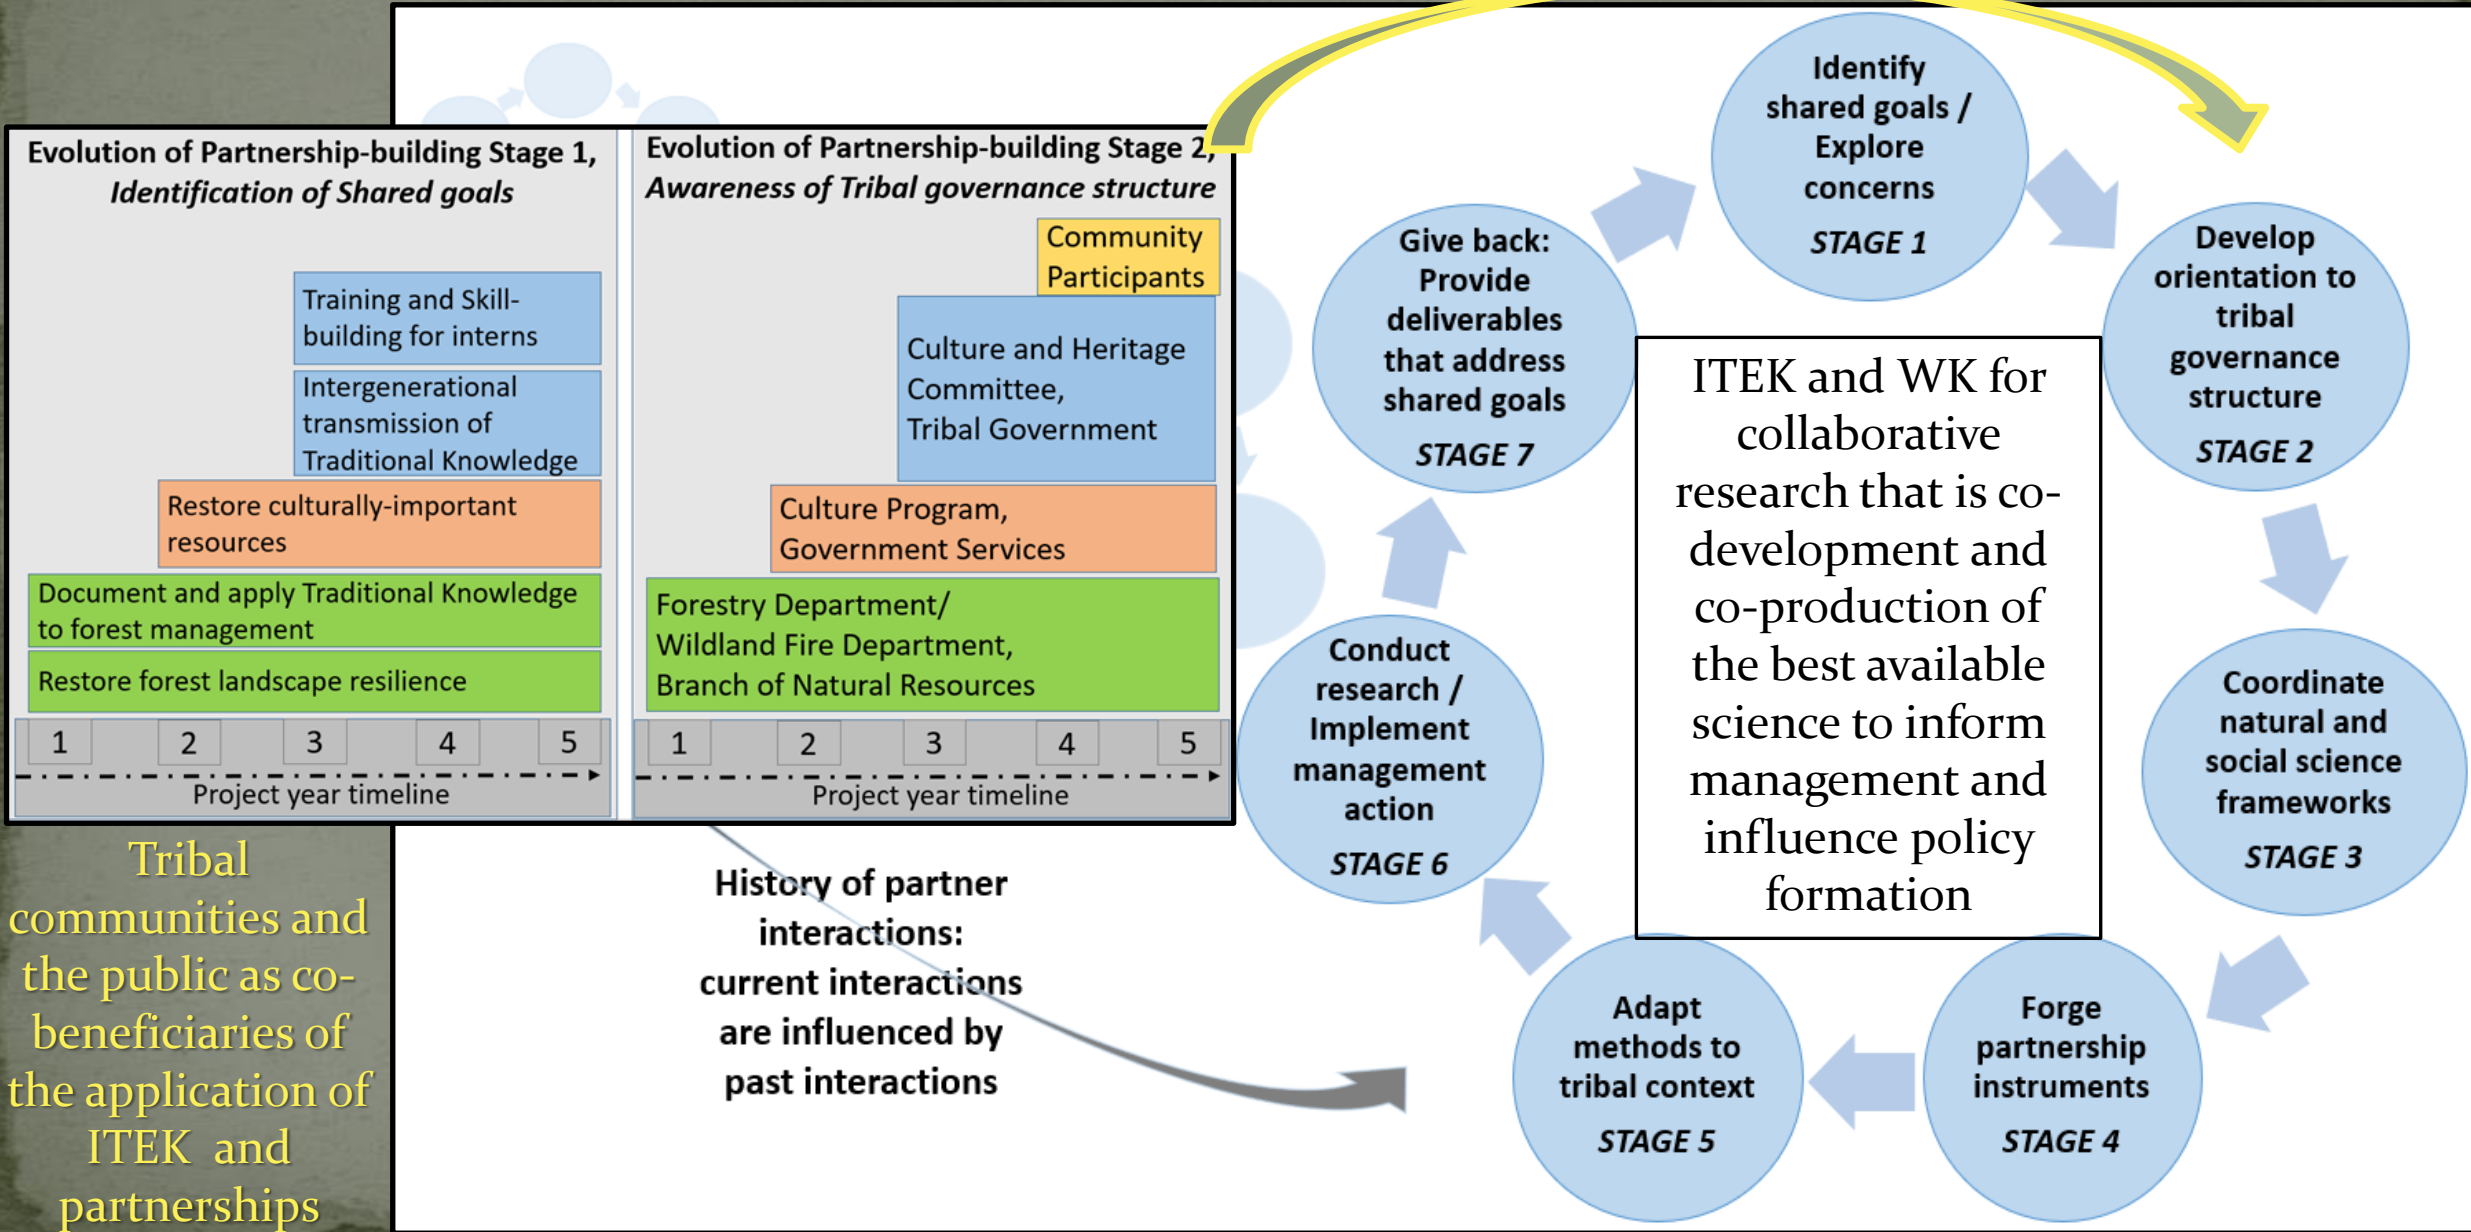 Evolution of Partnership-building Stage 1,
Identification of Shared goals
Training and Skill-
building for interns
Intergenerational
transmission of
Traditional Knowledge
Restore culturally-important
resources
Document and apply Traditional Knowledge
to forest management
Restore forest landscape resilience
1 2 3 4 5
Project year timeline
Evolution of Partnership-building Stage 2,
Awareness of Tribal governance structure
Community
Participants
Culture and Heritage
Committee,
Tribal Government
Culture Program,
Government Services
Forestry Department/
Wildland Fire Department,
Branch of Natural Resources
1 2 3 4 5
Project year timeline
Tribal
communities and
the public as co-
beneficiaries of
the application of
ITEK and
partnerships
History of partner
interactions:
current interactions
are influenced by
past interactions
Identify
shared goals /
Explore
concerns
STAGE 1
Develop
orientation to
tribal
governance
structure
STAGE 2
Coordinate
natural and
social science
frameworks
STAGE 3
Forge
partnership
instruments
STAGE 4
Adapt
methods to
tribal context
STAGE 5
Conduct
research /
Implement
management
action
STAGE 6
Give back:
Provide
deliverables
that address
shared goals
STAGE 7
ITEK and WK for
collaborative
research that is co-
development and
co-production of
the best available
science to inform
management and
influence policy
formation